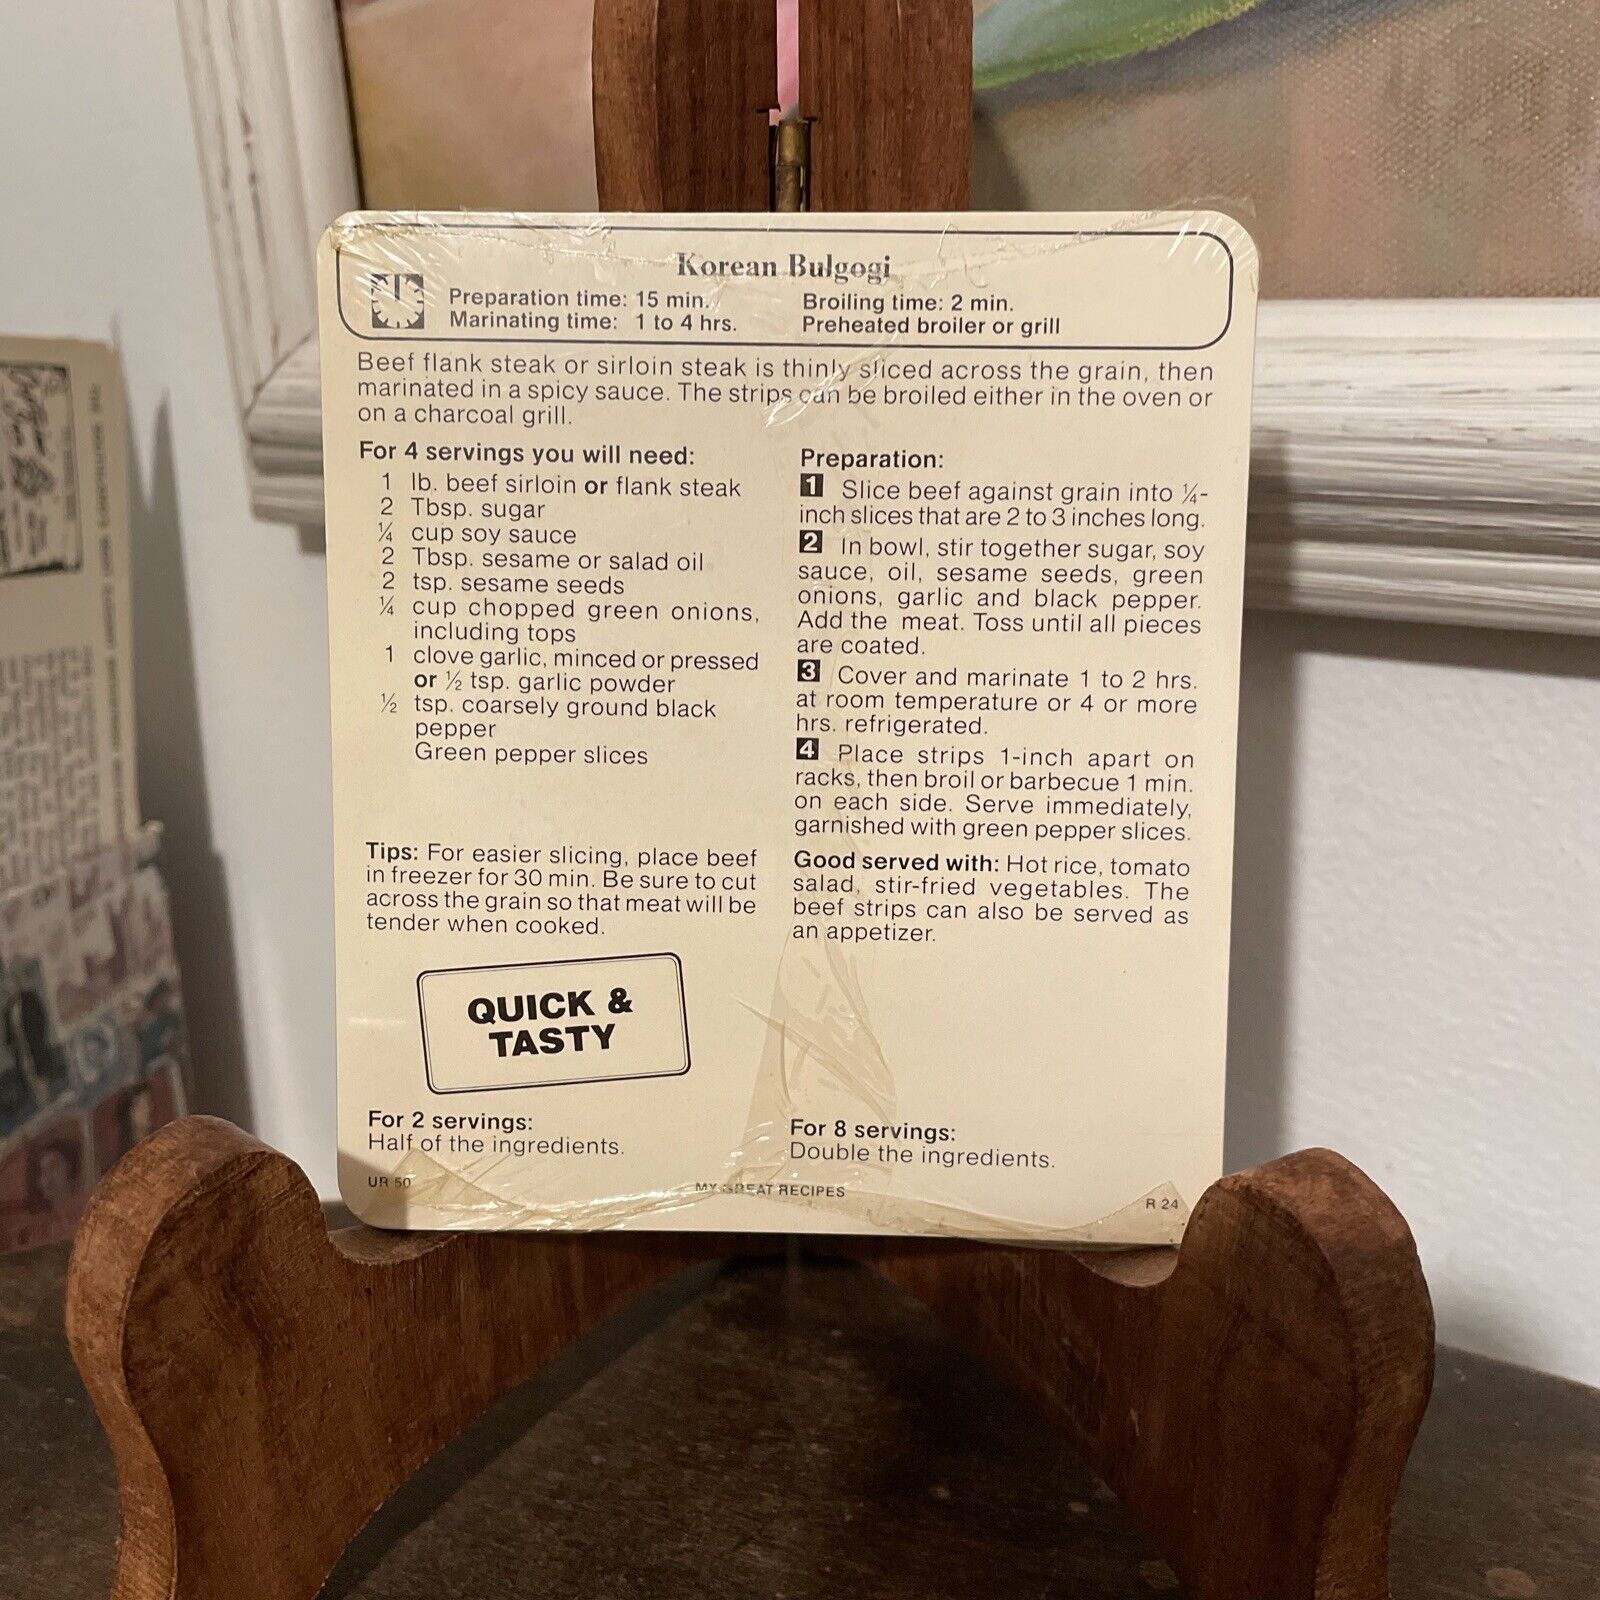 Korean Bulgogi
Preparation time: 15 min.
Marinating time: 1 to 4 hrs.
Broiling time: 2 min.
Preheated broiler or grill
Beef flank steak or sirloin steak is thinly sliced across the grain, then
marinated in a spicy sauce. The strips can be broiled either in the oven or
on a charcoal grill.
For 4 servings you will need:
1 lb. beef sirloin or flank steak
2 Tbsp. sugar
¼ cup soy sauce
2 Tbsp. sesame or salad oil
2 tsp. sesame seeds
¼ cup chopped green onions,
including tops
1 clove garlic, minced or pressed
or ½ tsp. garlic powder
½ tsp. coarsely ground black
pepper
Green pepper slices
Tips: For easier slicing, place beef
in freezer for 30 min. Be sure to cut
across the grain so that meat will be
tender when cooked.
QUICK &
TASTY
For 2 servings:
Half of the ingredients.
Preparation:
1 Slice beef against grain into ¼-
inch slices that are 2 to 3 inches long.
2 In bowl, stir together sugar, soy
sauce, oil, sesame seeds, green
onions, garlic and black pepper.
Add the meat. Toss until all pieces
are coated.
3 Cover and marinate 1 to 2 hrs.
at room temperature or 4 or more
hrs. refrigerated.
4 Place strips 1-inch apart on
racks, then broil or barbecue 1 min.
on each side. Serve immediately,
garnished with green pepper slices.
Good served with: Hot rice, tomato
salad, stir-fried vegetables. The
beef strips can also be served as
an appetizer.
For 8 servings:
Double the ingredients.
UR 50
MY GREAT RECIPES
R 24